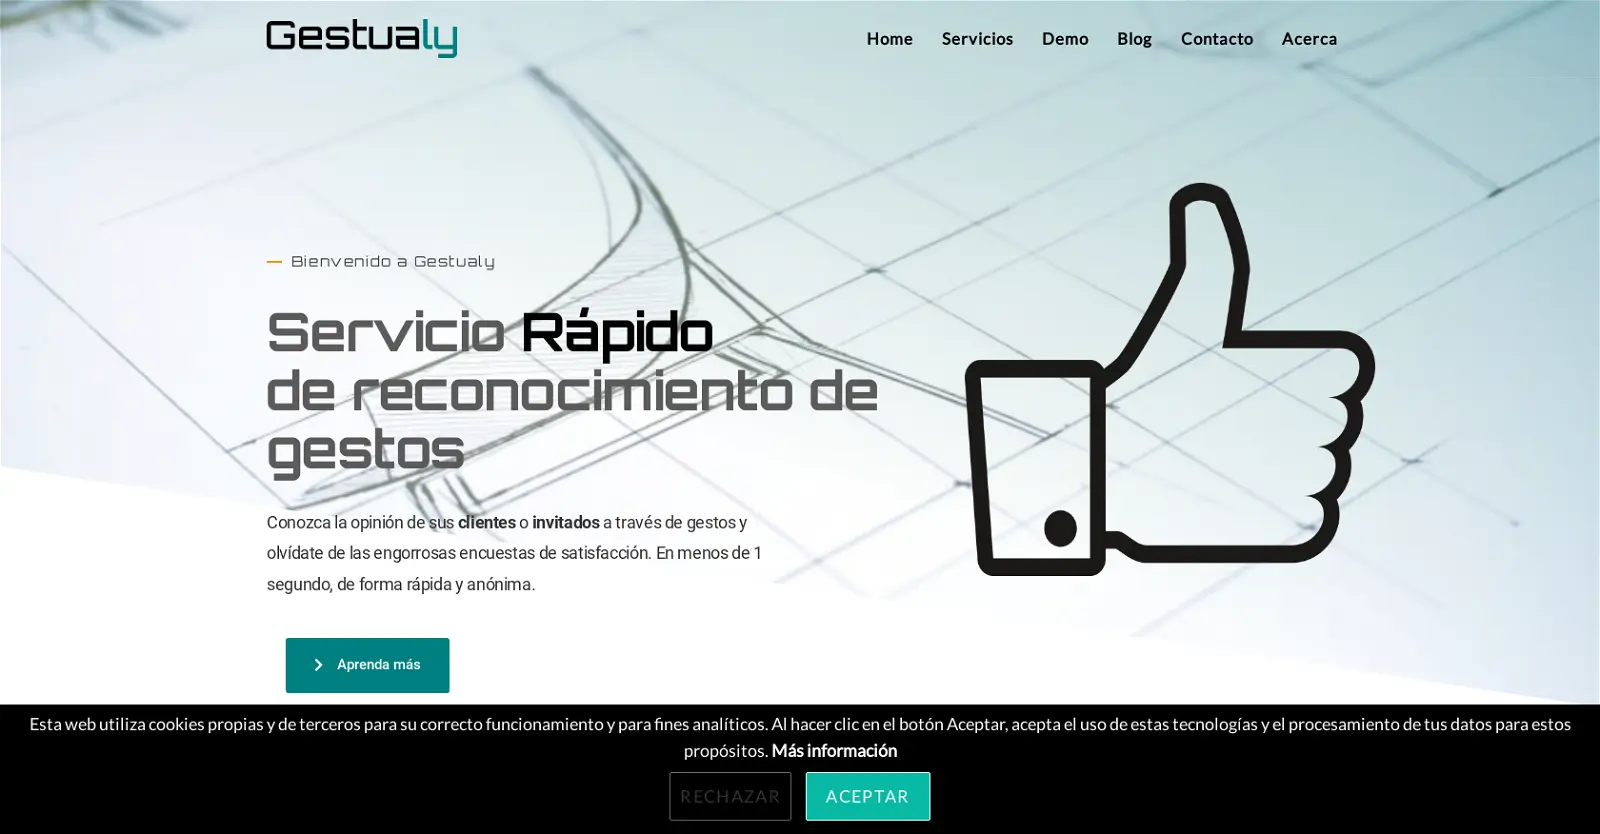 Gestualy
Home Servicios Demo Blog Contacto Acerca
Bienvenido a Gestualy
Servicio Rápido
de reconocimiento de
gestos
Conozca la opinión de sus clientes o invitados a través de gestos y
olvídate de las engorrosas encuestas de satisfacción. En menos de 1
segundo, de forma rápida y anónima.
Aprenda más
Esta web utiliza cookies propias y de terceros para su correcto funcionamiento y para fines analíticos. Al hacer clic en el botón Aceptar, acepta el uso de estas tecnologías y el procesamiento de tus datos para estos
propósitos. Más información
RECHAZAR ACEPTAR